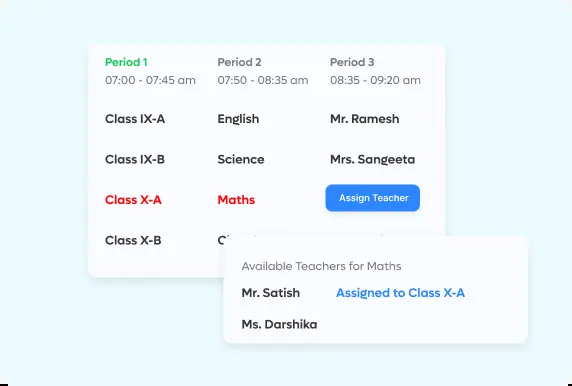 Period 1 Period 2 Period 3
07:00 - 07:45 am 07:50 - 08:35 am 08:35 - 09:20 am
Class IX-A English Mr. Ramesh
Class IX-B Science Mrs. Sangeeta
Class X-A Maths Assign Teacher
Class X-B
Available Teachers for Maths
Mr. Satish Assigned to Class X-A
Ms. Darshika